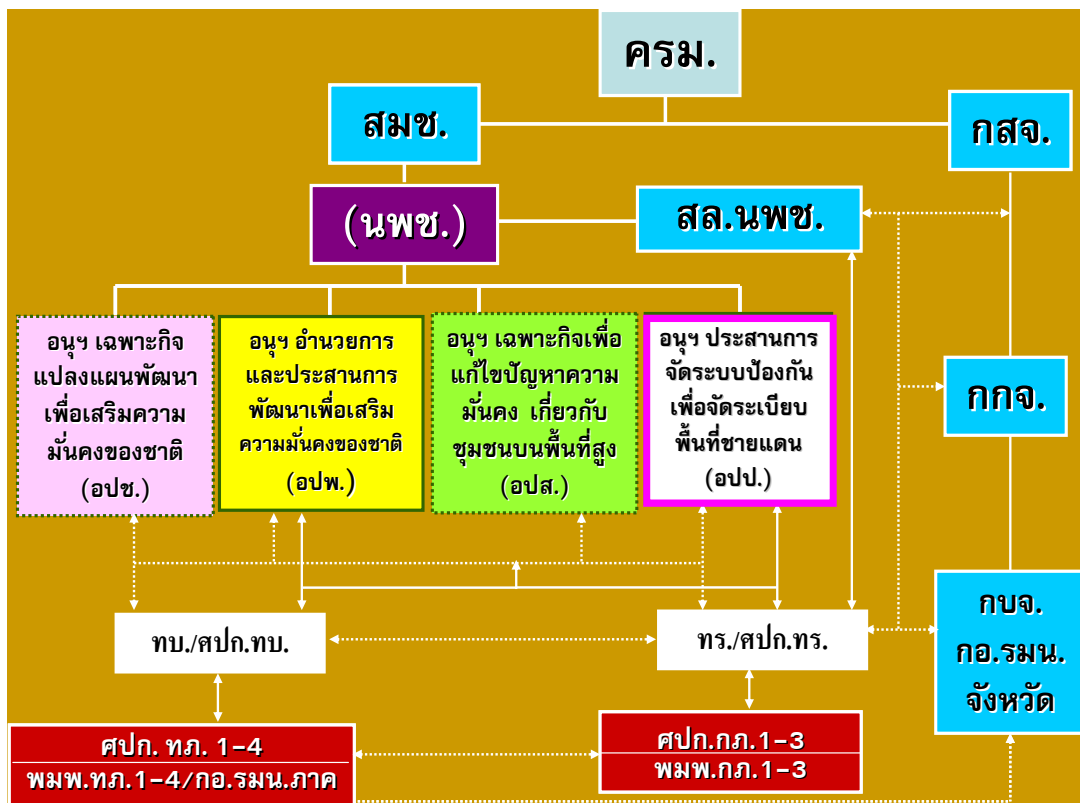 ครม.
สมช.
กสจ.
(นพช.)
สล.นพช.
อนุฯ เฉพาะกิจ
แปลงแผนพัฒนา
เพื่อเสริมความ
มั่นคงของชาติ
(อปช.)
อนุฯ อำนวยการ
และประสานการ
พัฒนาเพื่อเสริม
ความมั่นคงของชาติ
(อปพ.)
อนุฯ เฉพาะกิจเพื่อ
แก้ไขปัญหาความ
มั่นคง เกี่ยวกับ
ชุมชนบนพื้นที่สูง
(อปส.)
อนุฯ ประสานการ
จัดระบบป้องกัน
เพื่อจัดระเบียบ
พื้นที่ชายแดน
(อปป.)
กกจ.
ทบ./ศปก.ทบ.
ทร./ศปก.ทร.
กบจ.
กอ.รมน.
จังหวัด
ศปก. ทภ. 1-4
พมพ.ทภ.1-4/กอ.รมน.ภาค
ศปก.กภ.1-3
พมพ.กภ.1-3